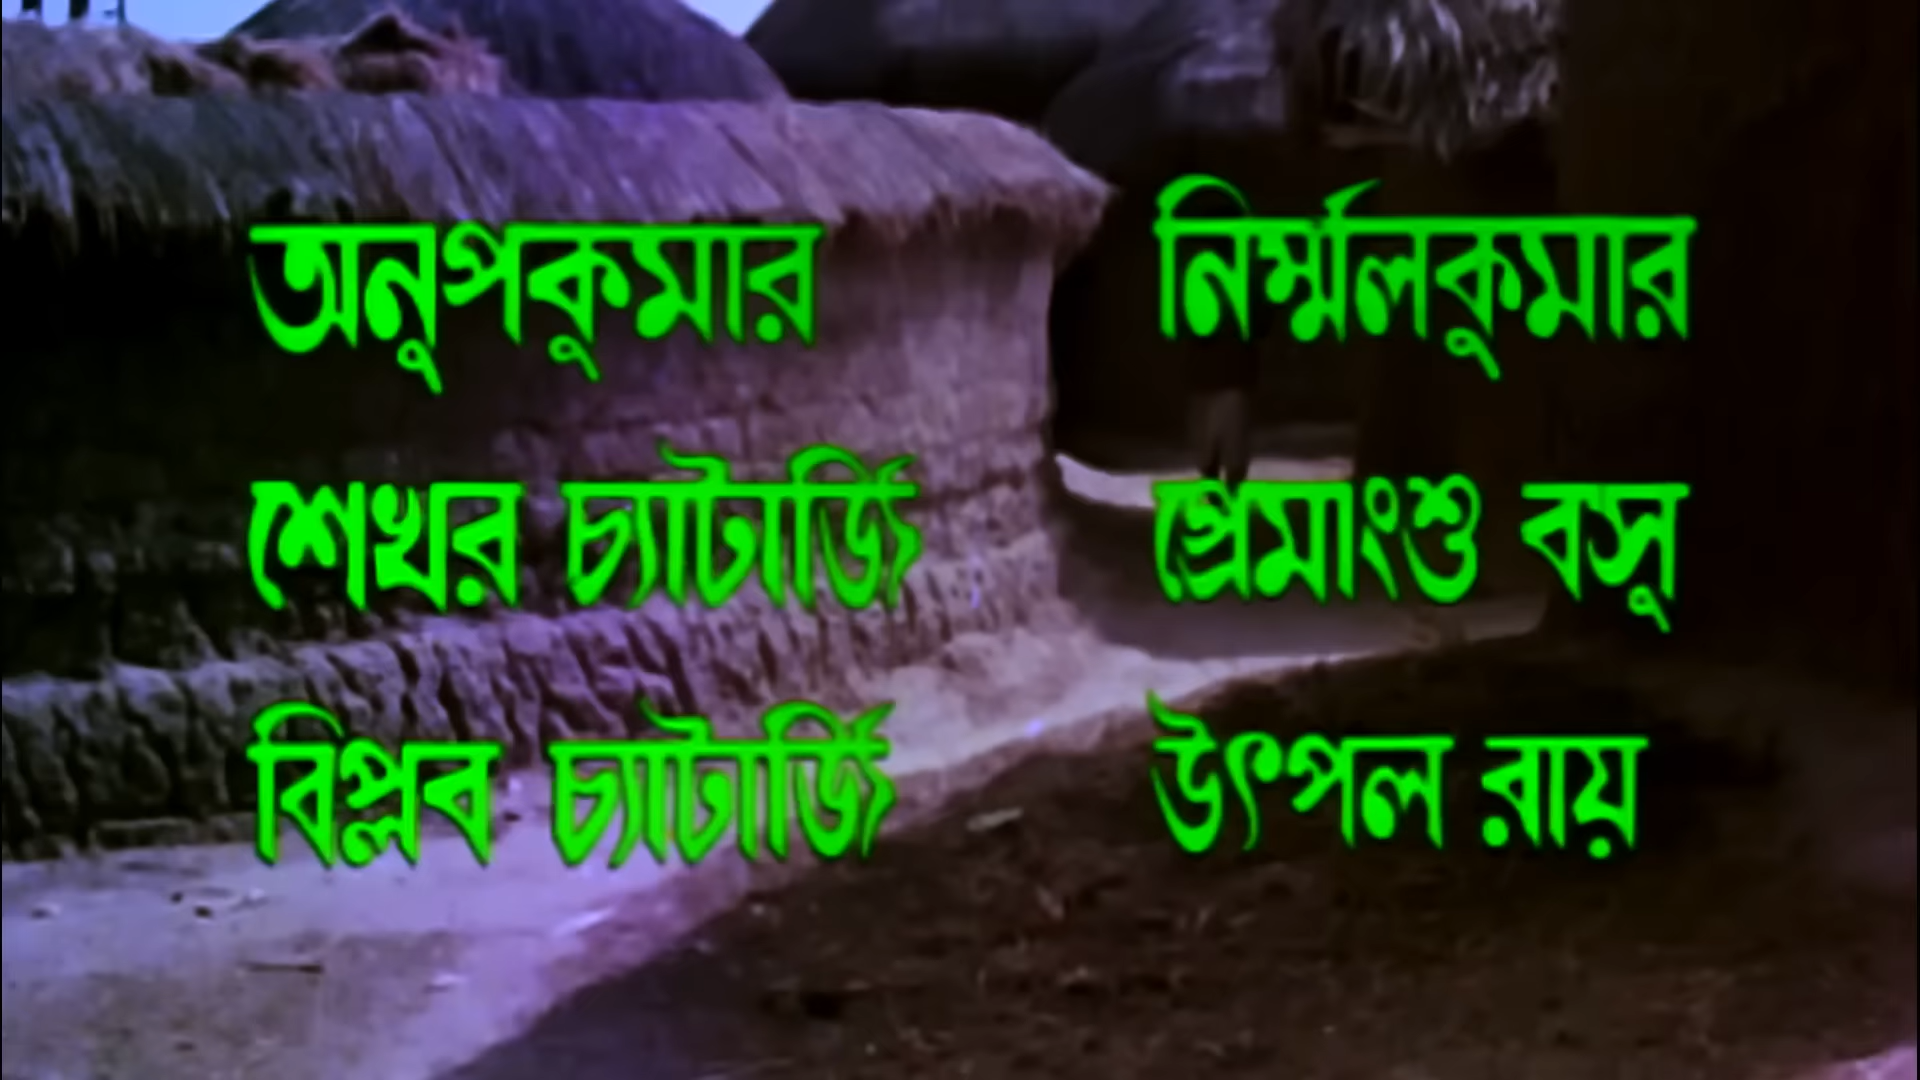 অনুপকুমার
নির্ম্মলকুমার
শেখর চ্যাটার্জি
প্রেমাংশু বসু
বিপ্লব চ্যাটার্জি
উৎপল রায়